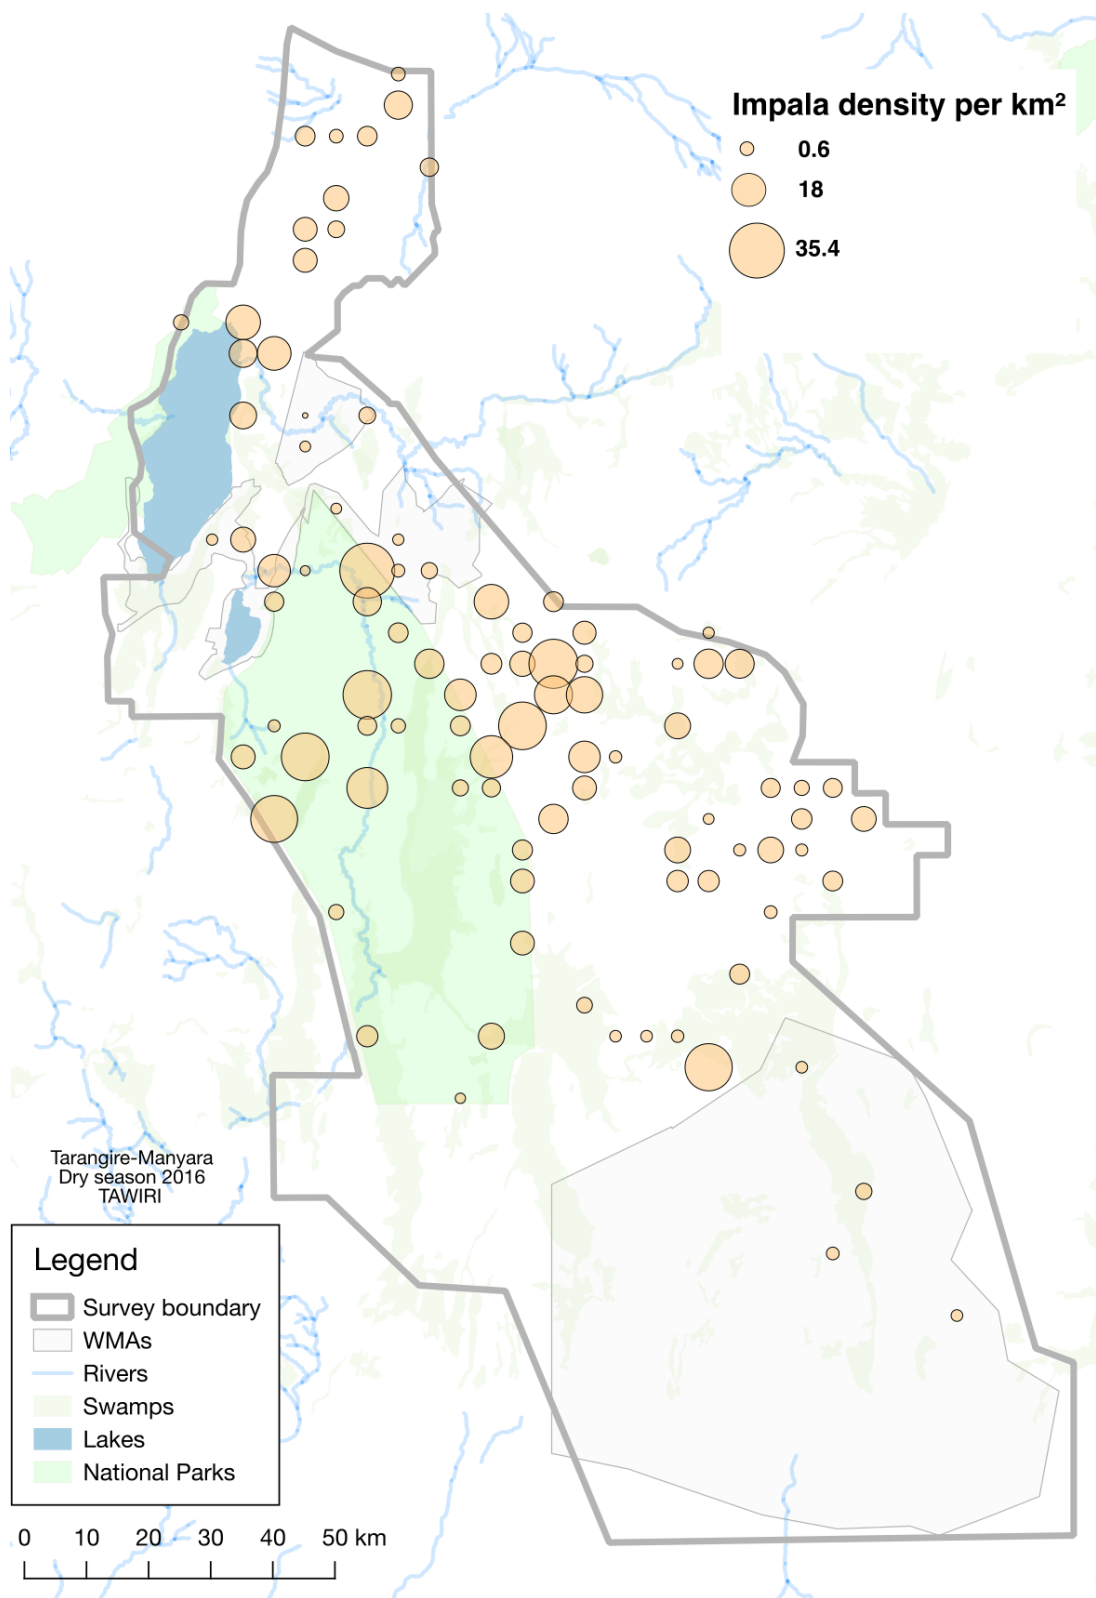 Impala density per km²
0.6
18
35.4
Tarangire-Manyara
Dry season 2016
TAWIRI
Legend
Survey boundary
WMAs
Rivers
Swamps
Lakes
National Parks
0 10 20 30 40 50 km